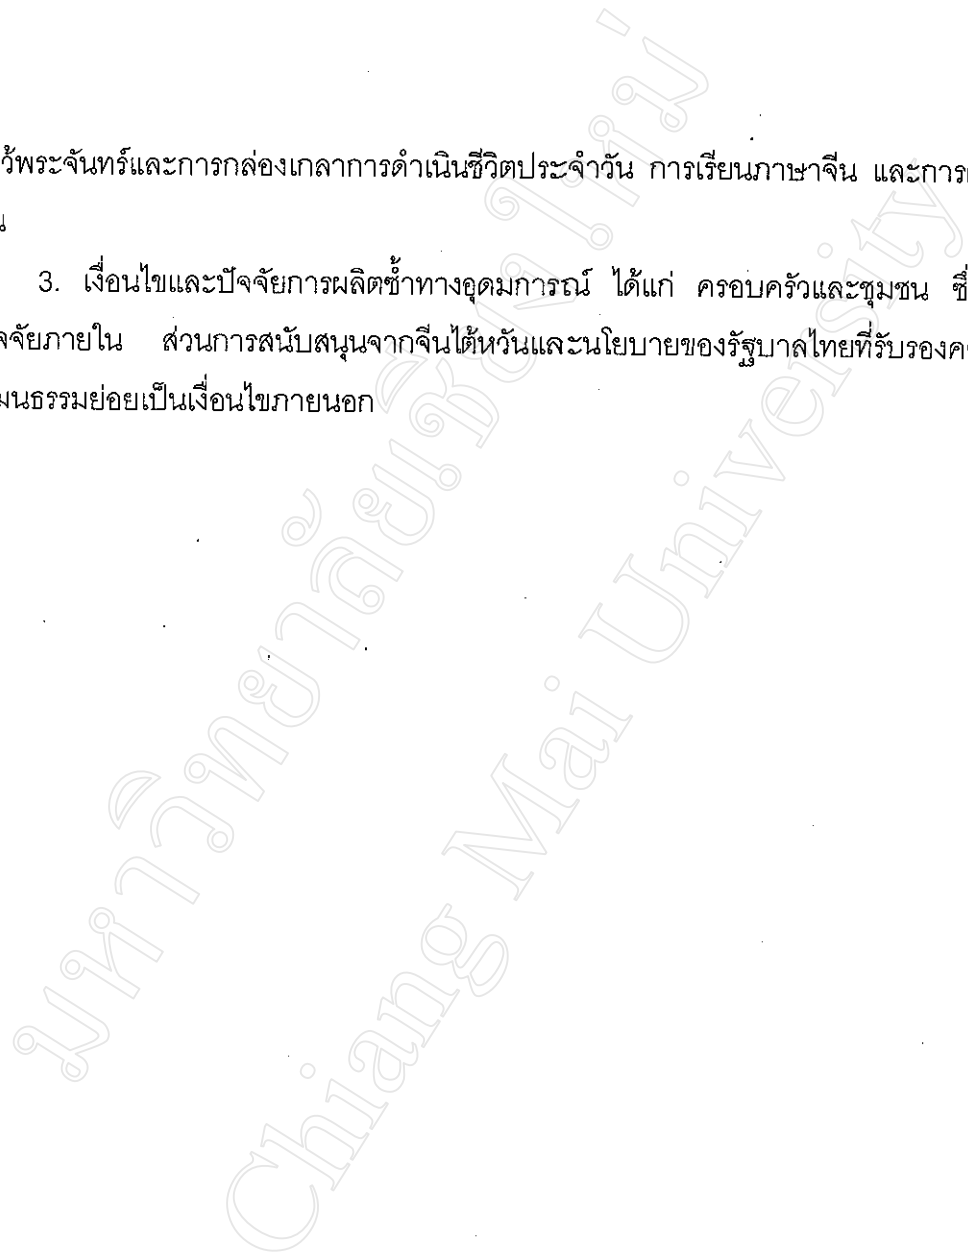 ว้พระจันทร์และการกล่องเกลาการดำเนินชีวิตประจำวัน การเรียนภาษาจีน และการ
น
3. เงื่อนไขและปัจจัยการผลิตซ้ำทางอุดมการณ์ ได้แก่ ครอบครัวและชุมชน ซึ่
จจัยภายใน ส่วนการสนับสนุนจากจีนไต้หวันและนโยบายของรัฐบาลไทยที่รับรองค
มนธรรมย่อยเป็นเงื่อนไขภายนอก
มหาวิทยาลัยเชียงใหม่
Chiang Mai University